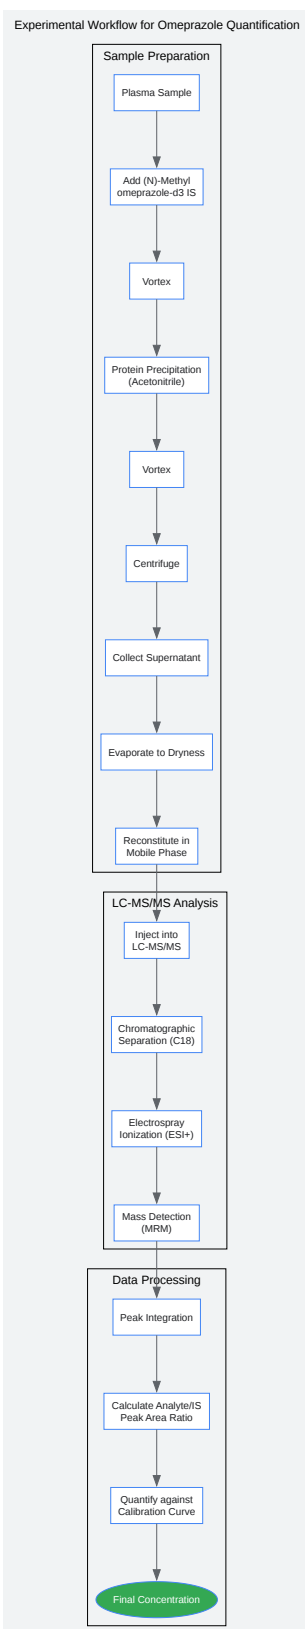 Experimental Workflow for Omeprazole Quantification
Sample Preparation
Plasma Sample
Add (N)-Methyl
omeprazole-d3 IS
Vortex
Protein Precipitation
(Acetonitrile)
Vortex
Centrifuge
Collect Supernatant
Evaporate to Dryness
Reconstitute in
Mobile Phase
LC-MS/MS Analysis
Inject into
LC-MS/MS
Chromatographic
Separation (C18)
Electrospray
Ionization (ESI+)
Mass Detection
(MRM)
Data Processing
Peak Integration
Calculate Analyte/IS
Peak Area Ratio
Quantify against
Calibration Curve
Final Concentration